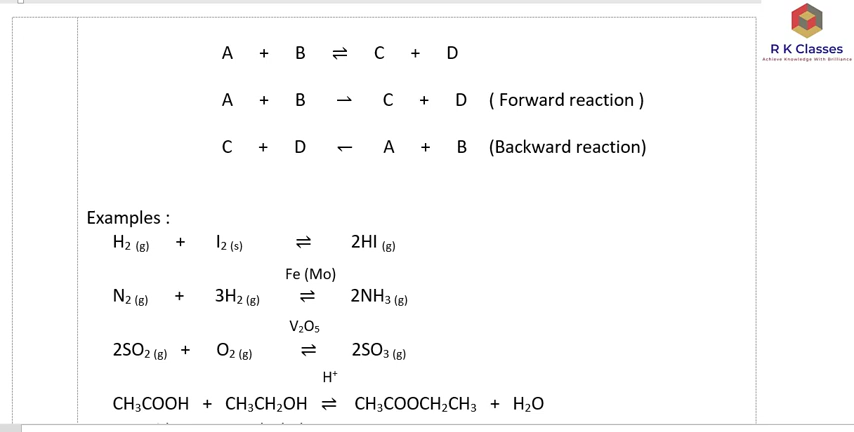 R K Classes
Achieve Knowledge With Brilliance
A + B ⇌ C + D
A + B ⇀ C + D ( Forward reaction )
C + D ↼ A + B (Backward reaction)
Examples :
H₂ (g) + I₂ (s) ⇌ 2HI (g)
Fe (Mo)
N₂ (g) + 3H₂ (g) ⇌ 2NH₃ (g)
V₂O₅
2SO₂ (g) + O₂ (g) ⇌ 2SO₃ (g)
H⁺
CH₃COOH + CH₃CH₂OH ⇌ CH₃COOCH₂CH₃ + H₂O